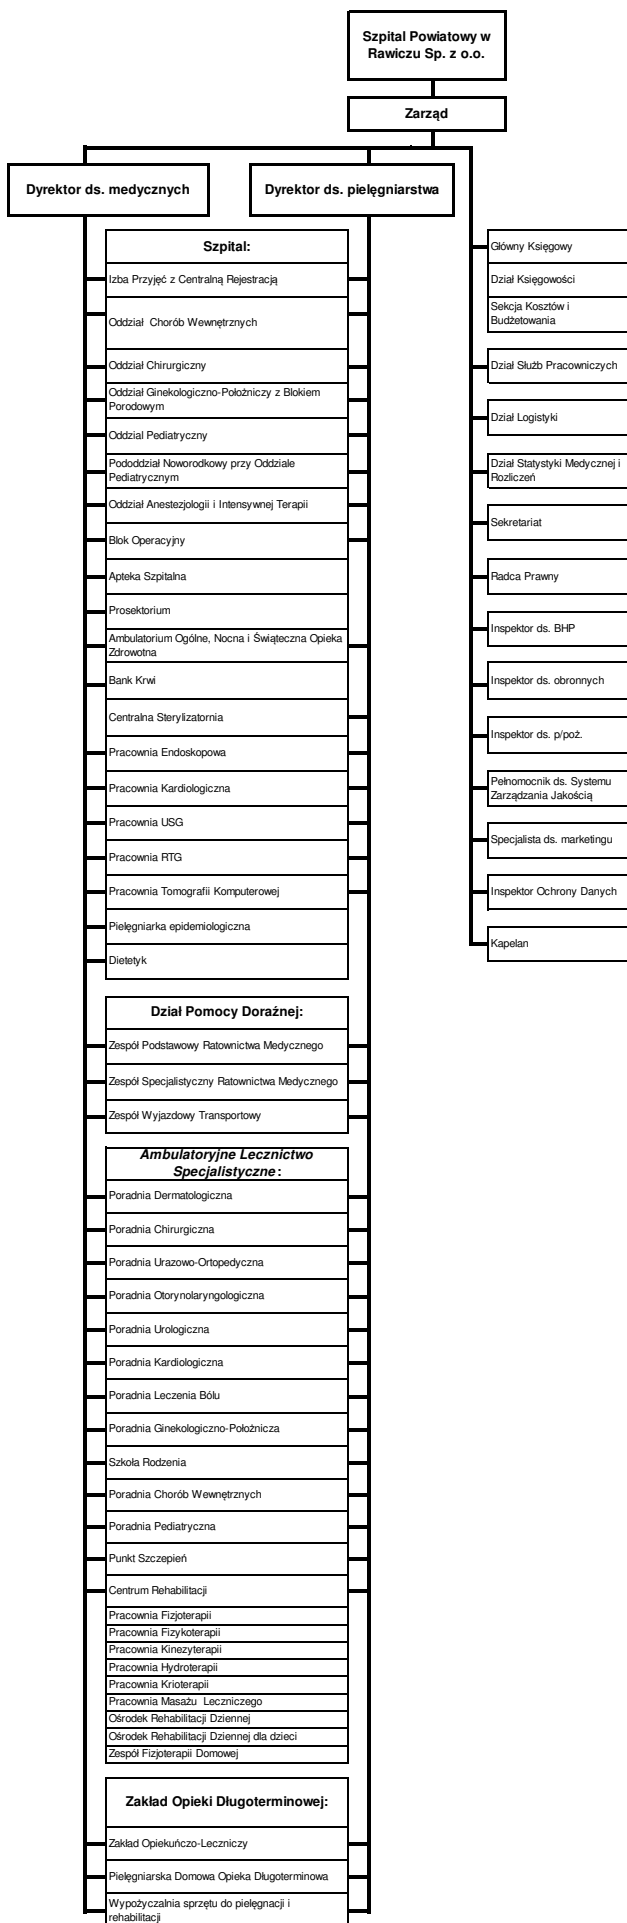 Szpital Powiatowy w
Rawiczu Sp. z o.o.
Zarząd
Dyrektor ds. medycznych
Dyrektor ds. pielęgniarstwa
Szpital:
Izba Przyjęć z Centralną Rejestracją
Oddział Chorób Wewnętrznych
Oddział Chirurgiczny
Oddział Ginekologiczno-Położniczy z Blokiem
Porodowym
Oddzial Pediatryczny
Pododdział Noworodkowy przy Oddziale
Pediatrycznym
Oddział Anestezjologii i Intensywnej Terapii
Blok Operacyjny
Apteka Szpitalna
Prosektorium
Ambulatorium Ogólne, Nocna i Świąteczna Opieka
Zdrowotna
Bank Krwi
Centralna Sterylizatornia
Pracownia Endoskopowa
Pracownia Kardiologiczna
Pracownia USG
Pracownia RTG
Pracownia Tomografii Komputerowej
Pielęgniarka epidemiologiczna
Dietetyk
Dział Pomocy Doraźnej:
Zespół Podstawowy Ratownictwa Medycznego
Zespół Specjalistyczny Ratownictwa Medycznego
Zespół Wyjazdowy Transportowy
Ambulatoryjne Lecznictwo
Specjalistyczne:
Poradnia Dermatologiczna
Poradnia Chirurgiczna
Poradnia Urazowo-Ortopedyczna
Poradnia Otorynolaryngologiczna
Poradnia Urologiczna
Poradnia Kardiologiczna
Poradnia Leczenia Bólu
Poradnia Ginekologiczno-Położnicza
Szkoła Rodzenia
Poradnia Chorób Wewnętrznych
Poradnia Pediatryczna
Punkt Szczepień
Centrum Rehabilitacji
Pracownia Fizjoterapii
Pracownia Fizykoterapii
Pracownia Kinezyterapii
Pracownia Hydroterapii
Pracownia Krioterapii
Pracownia Masażu Leczniczego
Ośrodek Rehabilitacji Dziennej
Ośrodek Rehabilitacji Dziennej dla dzieci
Zespół Fizjoterapii Domowej
Zakład Opieki Długoterminowej:
Zakład Opiekuńczo-Leczniczy
Pielęgniarska Domowa Opieka Długoterminowa
Wypożyczalnia sprzętu do pielęgnacji i
rehabilitacji
Główny Księgowy
Dział Księgowości
Sekcja Kosztów i
Budżetowania
Dział Służb Pracowniczych
Dział Logistyki
Dział Statystyki Medycznej i
Rozliczeń
Sekretariat
Radca Prawny
Inspektor ds. BHP
Inspektor ds. obronnych
Inspektor ds. p/poż.
Pełnomocnik ds. Systemu
Zarządzania Jakością
Specjalista ds. marketingu
Inspektor Ochrony Danych
Kapelan